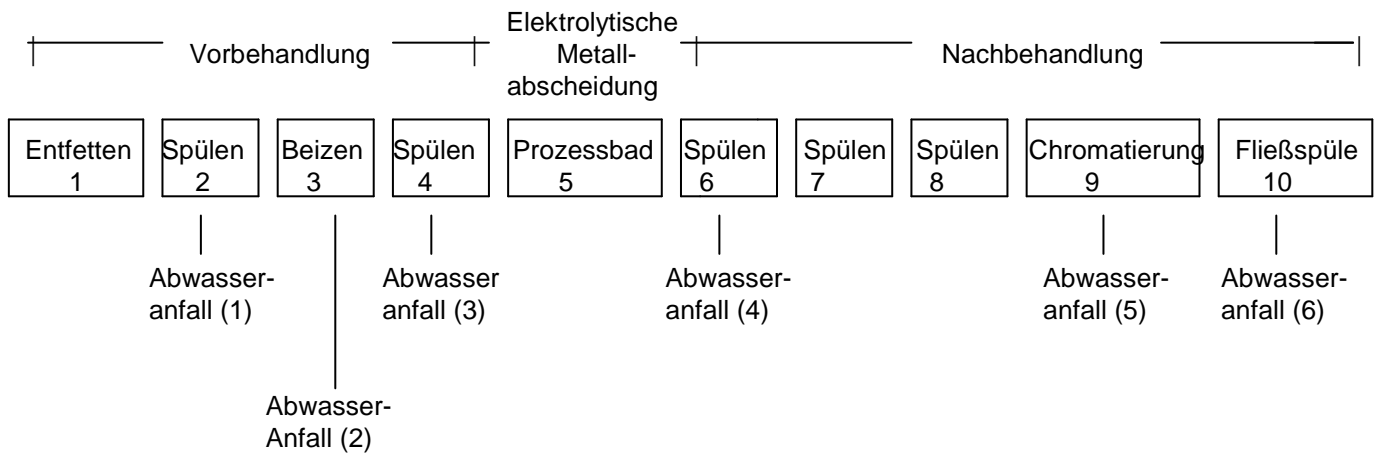 Vorbehandlung
Elektrolytische
Metall-
abscheidung
Nachbehandlung
Entfetten
1
Spülen
2
Beizen
3
Spülen
4
Prozessbad
5
Spülen
6
Spülen
7
Spülen
8
Chromatierung
9
Fließspüle
10
Abwasser-
anfall (1)
Abwasser-
Anfall (2)
Abwasser
anfall (3)
Abwasser-
anfall (4)
Abwasser-
anfall (5)
Abwasser-
anfall (6)